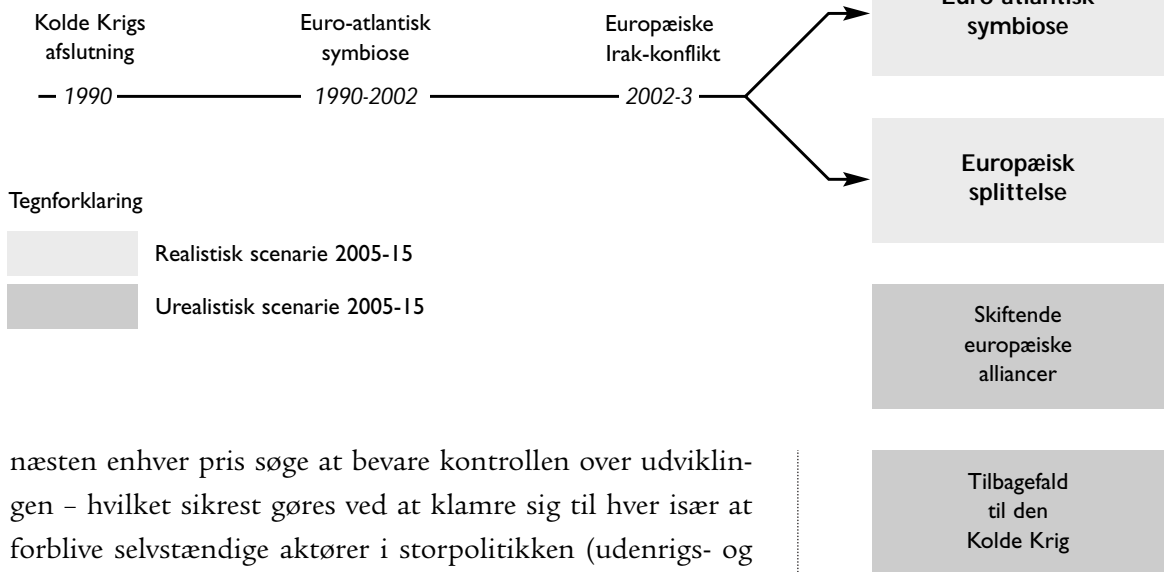 Kolde Krigs
afslutning
Euro-atlantisk
symbiose
Europæiske
Irak-konflikt
1990
1990-2002
2002-3
Euro-atlantisk
symbiose
Europæisk
splittelse
Tegnforklaring
Realistisk scenarie 2005-15
Urealistisk scenarie 2005-15
Skiftende
europæiske
alliancer
Tilbagefald
til den
Kolde Krig
næsten enhver pris søge at bevare kontrollen over udviklin-
gen – hvilket sikrest gøres ved at klamre sig til hver især at
forblive selvstændige aktører i storpolitikken (udenrigs- og